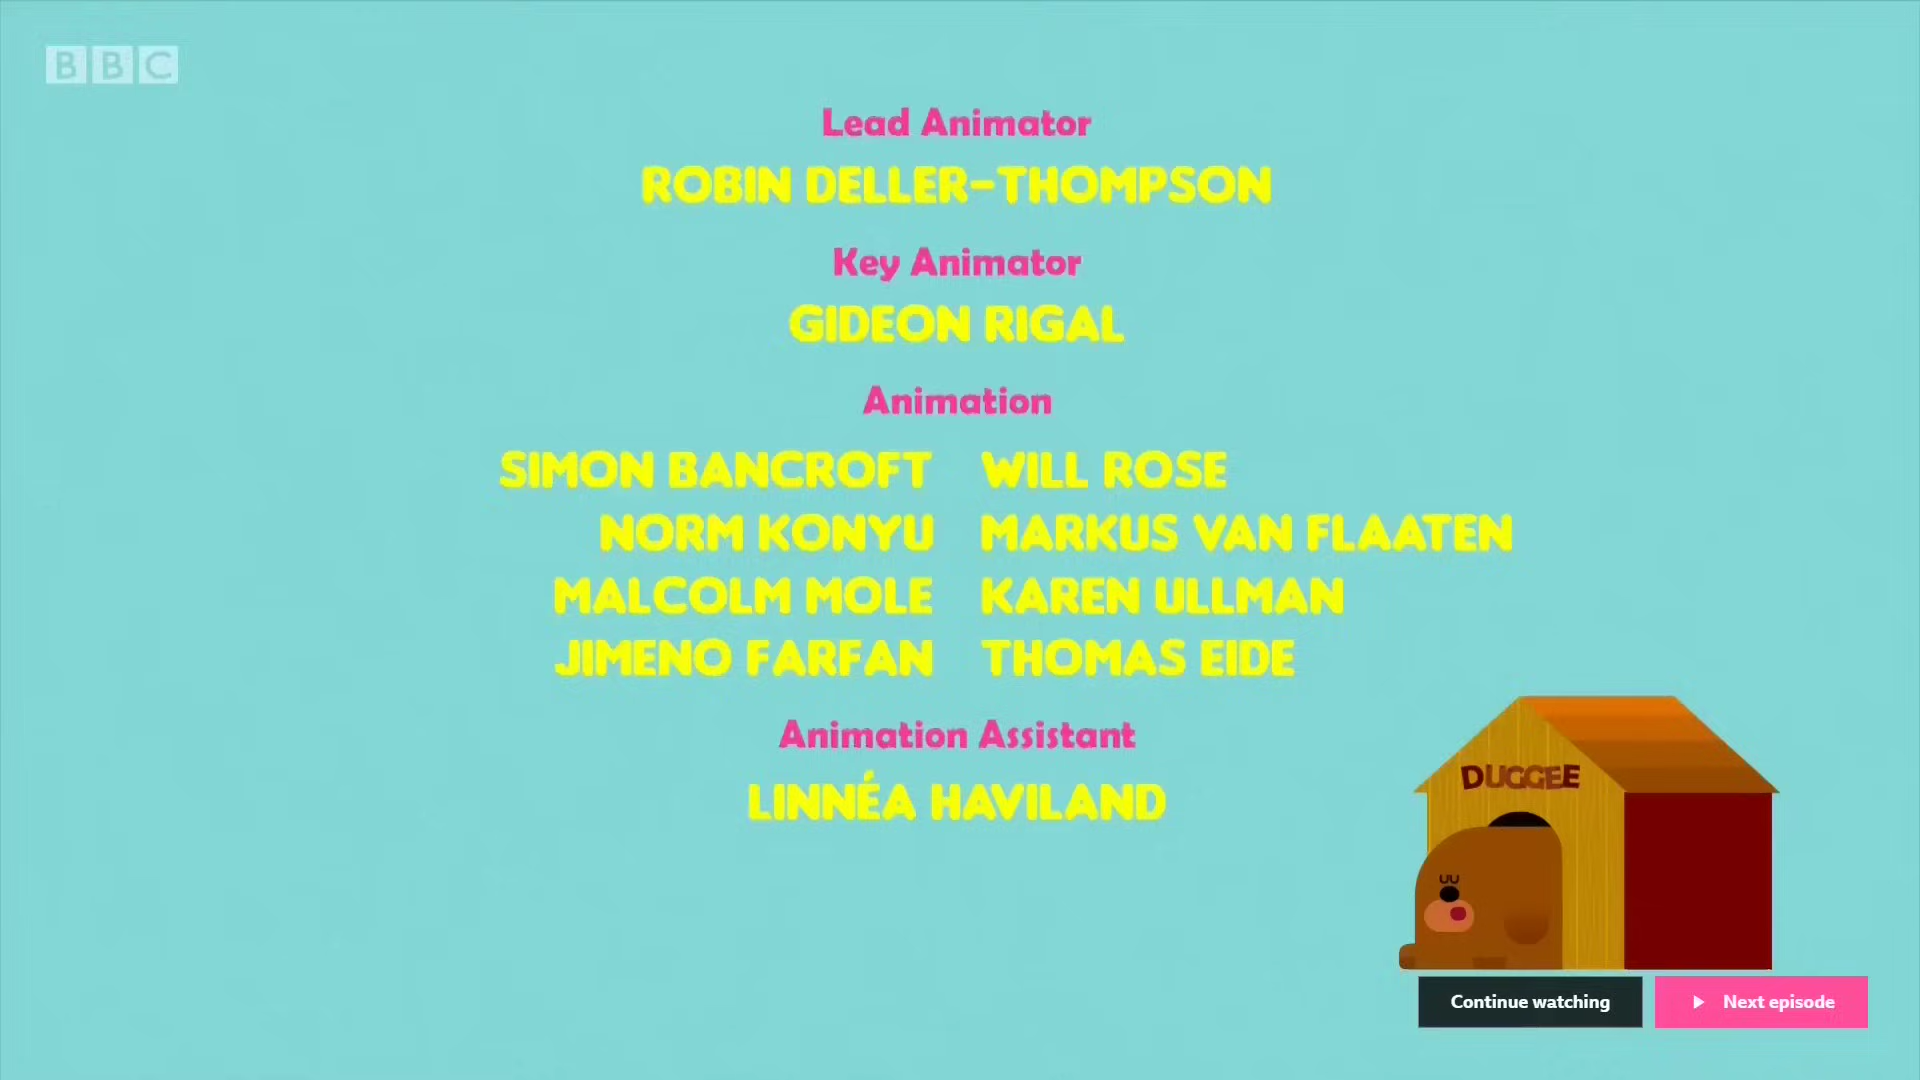 BBC
Lead Animator
ROBIN DELLER-THOMPSON
Key Animator
GIDEON RIGAL
Animation
SIMON BANCROFT WILL ROSE
NORM KONYU MARKUS VAN FLAATEN
MALCOLM MOLE KAREN ULLMAN
JIMENO FARFAN THOMAS EIDE
Animation Assistant
LINNÉA HAVILAND
DUGGEE
Continue watching
Next episode